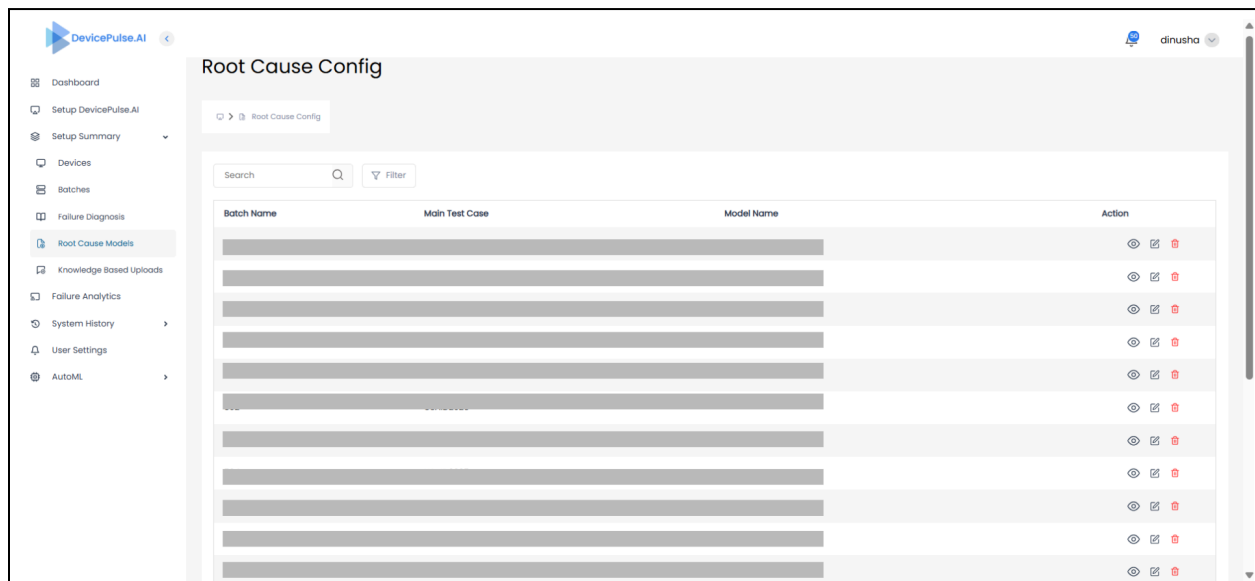 DevicePulse.AI
50
dinusha
Dashboard
Setup DevicePulse.AI
Setup Summary
Devices
Batches
Failure Diagnosis
Root Cause Models
Knowledge Based Uploads
Failure Analytics
System History
User Settings
AutoML
Root Cause Config
Root Cause Config
Search
Filter
Batch Name Main Test Case Model Name Action